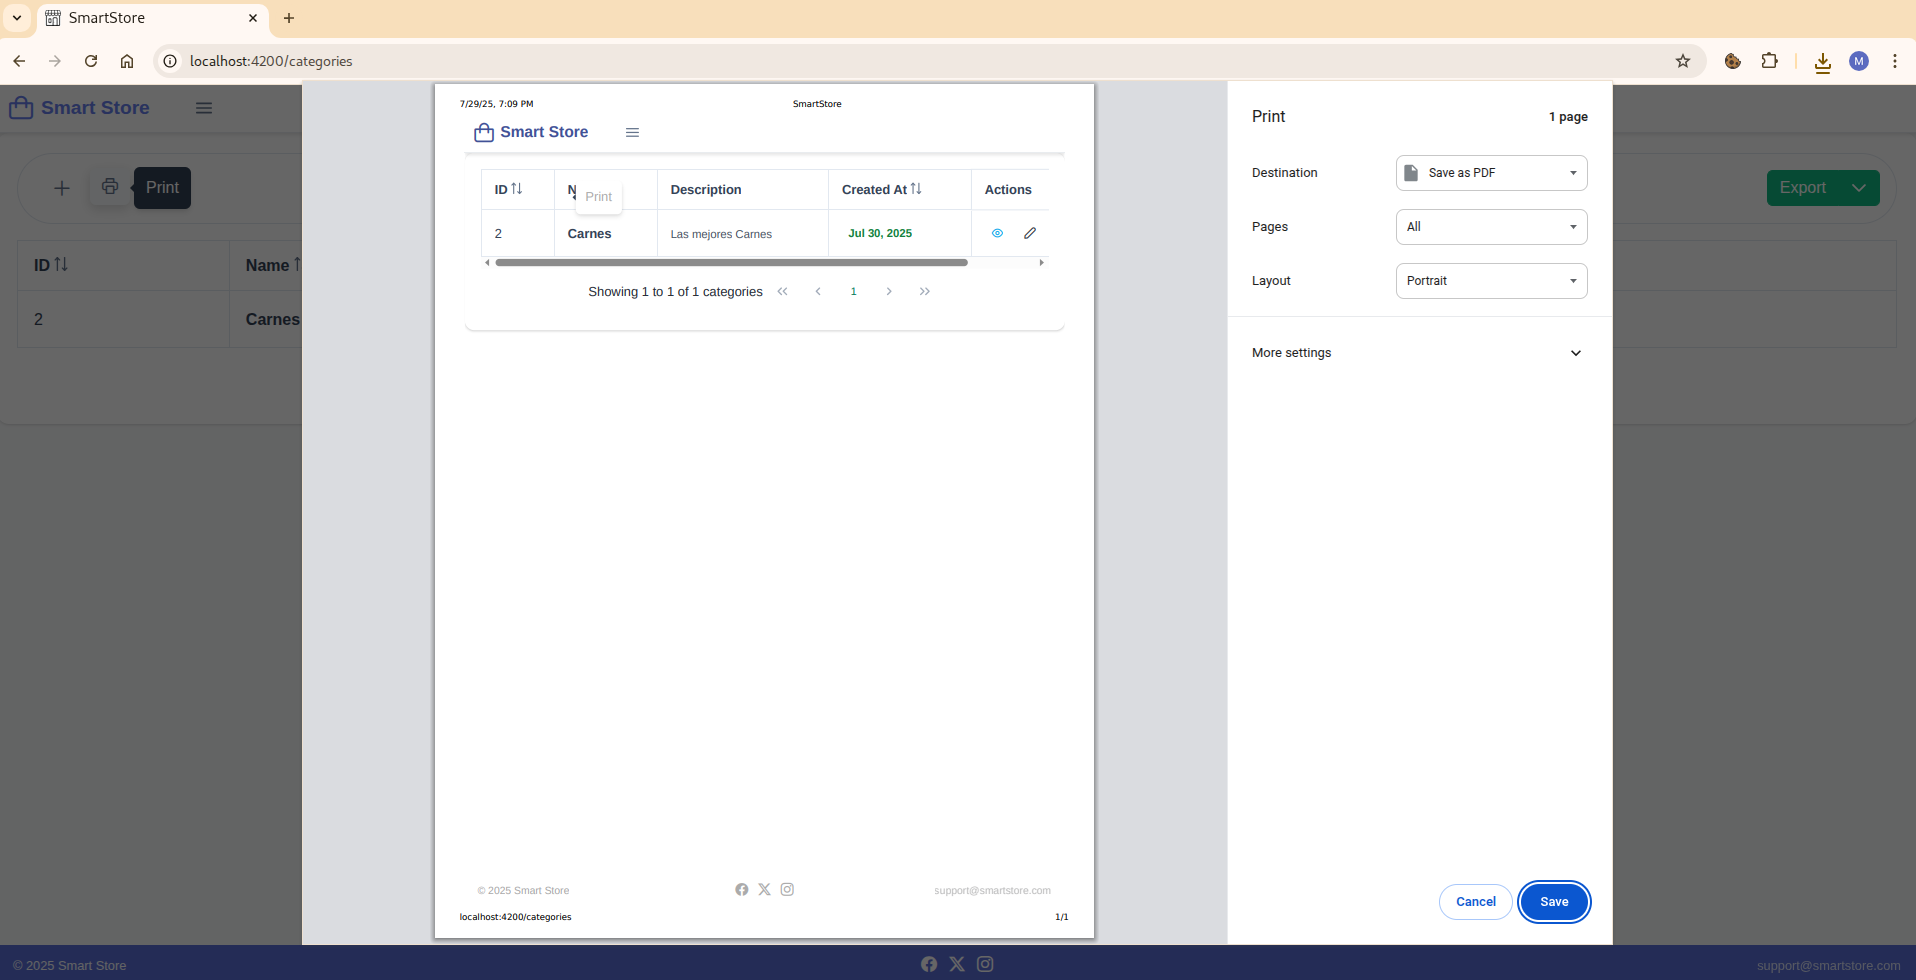 SmartStore
localhost:4200/categories
M
Smart Store
Print
Export
ID
Name
2
Carnes
7/29/25, 7:09 PM
SmartStore
Smart Store
ID
N
Print
Description
Created At
Actions
2
Carnes
Las mejores Carnes
Jul 30, 2025
Showing 1 to 1 of 1 categories
1
© 2025 Smart Store
support@smartstore.com
localhost:4200/categories
1/1
Print
1 page
Destination
Save as PDF
Pages
All
Layout
Portrait
More settings
Cancel
Save
© 2025 Smart Store
support@smartstore.com